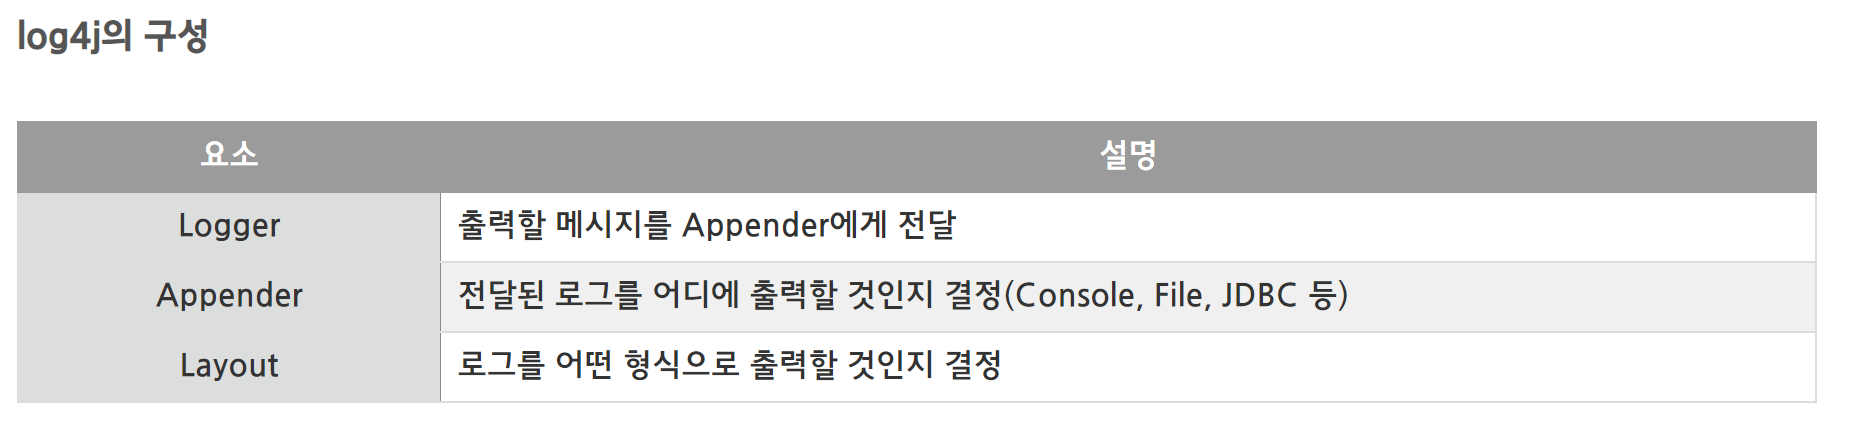 log4j의 구성
요소 설명
Logger 출력할 메시지를 Appender에게 전달
Appender 전달된 로그를 어디에 출력할 것인지 결정(Console, File, JDBC 등)
Layout 로그를 어떤 형식으로 출력할 것인지 결정